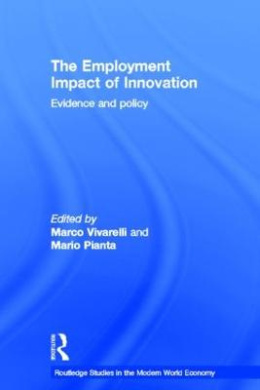 The Employment
Impact of Innovation
Evidence and policy
Edited by
Marco Vivarelli and
Mario Pianta
ROUTLEDGE
Routledge Studies in the Modern World Economy